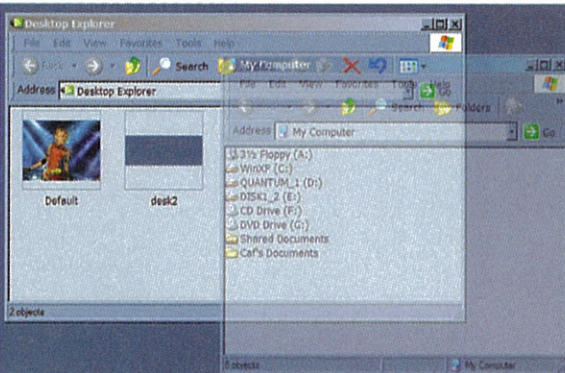 Desktop Explorer
File Edit View Favorites Tools Help
Back Search
Address Desktop Explorer Go
Default desk2
2 objects
My Computer
File Edit View Favorites Tools Help
Search Folders
Address My Computer Go
3½ Floppy (A:)
WinXP (C:)
QUANTUM_1 (D:)
DISK1_2 (E:)
CD Drive (F:)
DVD Drive (G:)
Shared Documents
Caf's Documents
8 objects My Computer